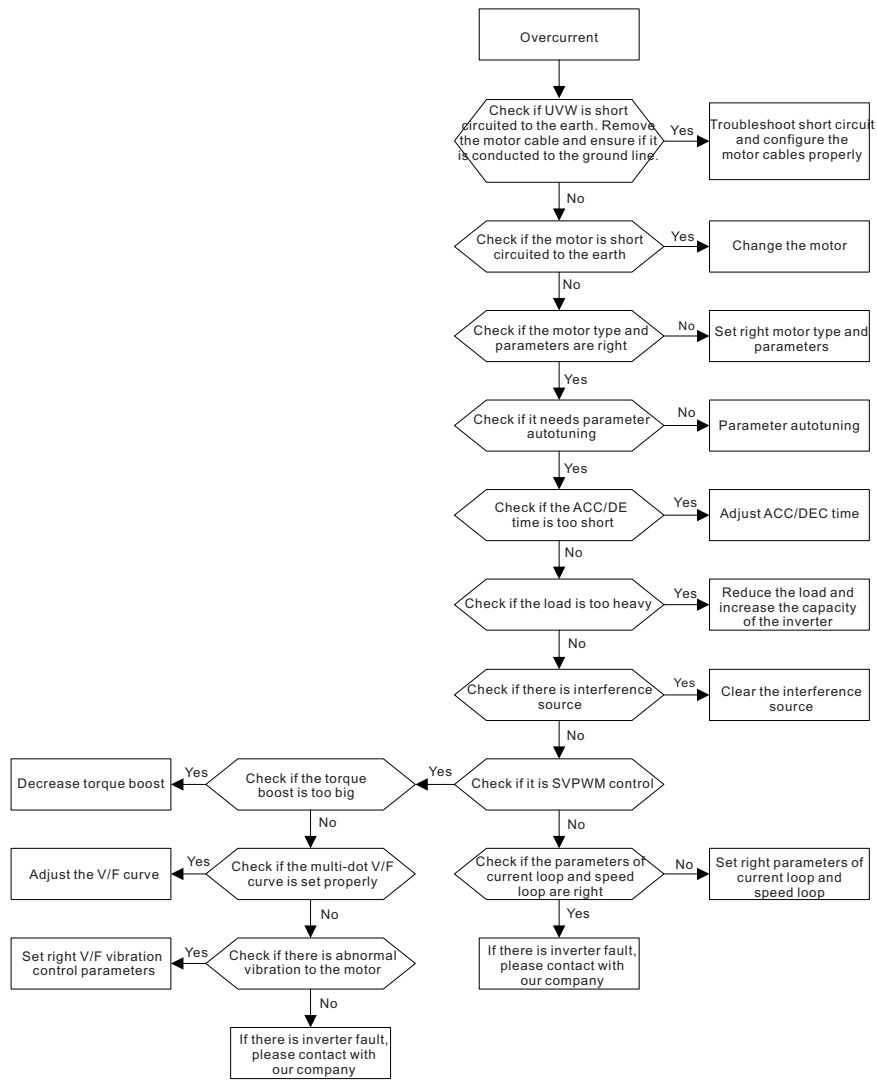 Overcurrent
Check if UVW is short
circuited to the earth. Remove
the motor cable and ensure if it
is conducted to the ground line.
Yes
Troubleshoot short circuit
and configure the
motor cables properly
No
Check if the motor is short
circuited to the earth
Yes
Change the motor
No
Check if the motor type and
parameters are right
No
Set right motor type and
parameters
Yes
Check if it needs parameter
autotuning
No
Parameter autotuning
Yes
Check if the ACC/DE
time is too short
Yes
Adjust ACC/DEC time
No
Check if the load is too heavy
Yes
Reduce the load and
increase the capacity
of the inverter
No
Check if there is interference
source
Yes
Clear the interference
source
No
Check if it is SVPWM control
Yes
Check if the torque
boost is too big
Yes
Decrease torque boost
No
Check if the multi-dot V/F
curve is set properly
Yes
Adjust the V/F curve
No
Check if there is abnormal
vibration to the motor
Yes
Set right V/F vibration
control parameters
No
If there is inverter fault,
please contact with
our company
No
Check if the parameters of
current loop and speed
loop are right
No
Set right parameters of
current loop and
speed loop
Yes
If there is inverter fault,
please contact with
our company